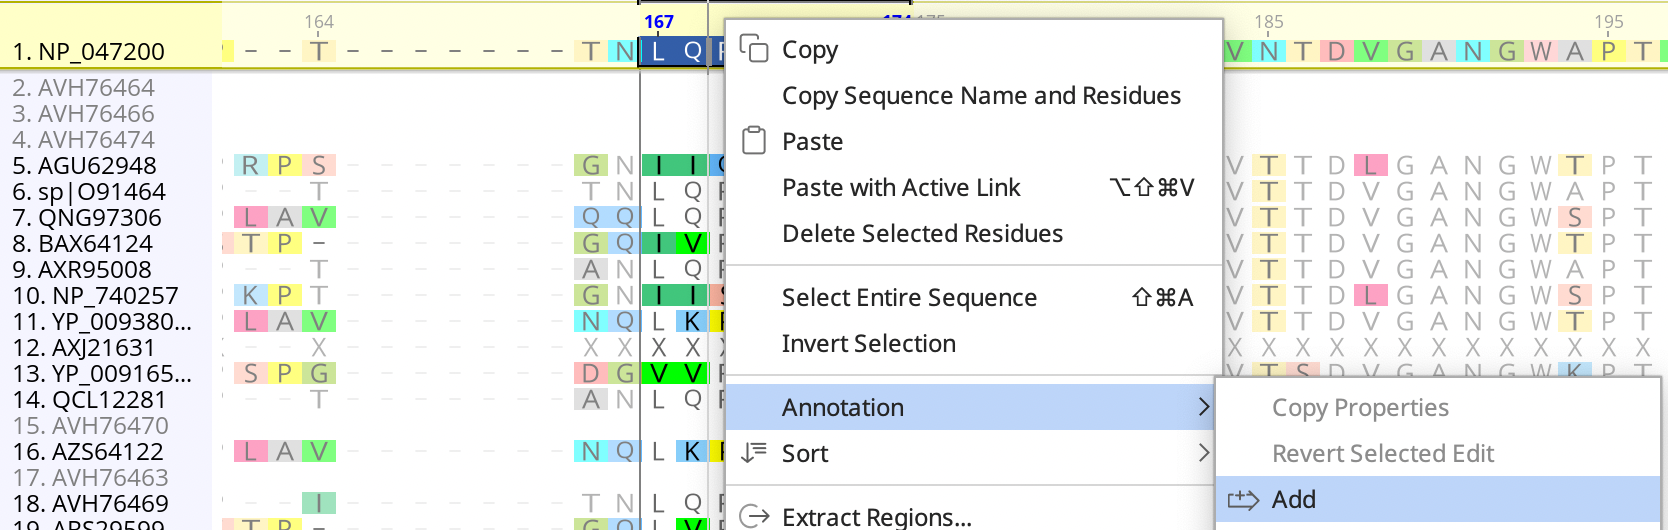 164 167 174 175 185 195
1. NP_047200 - - T - - - - - - - T N L Q V N T D V G A N G W A P T
2. AVH76464
3. AVH76466
4. AVH76474
5. AGU62948 R P S - - - - - - - G N I I V T T D L G A N G W T P T
6. sp|O91464 - - T - - - - - - - T N L Q V T T D V G A N G W A P T
7. QNG97306 L A V - - - - - - - Q Q L Q V T T D V G A N G W S P T
8. BAX64124 T P - - - - - - - - G Q I V V T T D V G A N G W T P T
9. AXR95008 - - T - - - - - - - A N L Q V T T D V G A N G W A P T
10. NP_740257 K P T - - - - - - - G N I I V T T D L G A N G W S P T
11. YP_009380... L A V - - - - - - - N Q L K V T T D V G A N G W T P T
12. AXJ21631 - - X - - - - - - - X X X X X X X X X X X X X X X X X
13. YP_009165... S P G - - - - - - - D G V V V T S D V G A N G W K P T
14. QCL12281 - - T - - - - - - - A N L Q
15. AVH76470
16. AZS64122 L A V - - - - - - - N Q L K
17. AVH76463
18. AVH76469 - - I - - - - - - - T N L Q
Copy
Copy Sequence Name and Residues
Paste
Paste with Active Link ⌥⇧⌘V
Delete Selected Residues
Select Entire Sequence ⇧⌘A
Invert Selection
Annotation
Sort
Extract Regions...
Copy Properties
Revert Selected Edit
Add